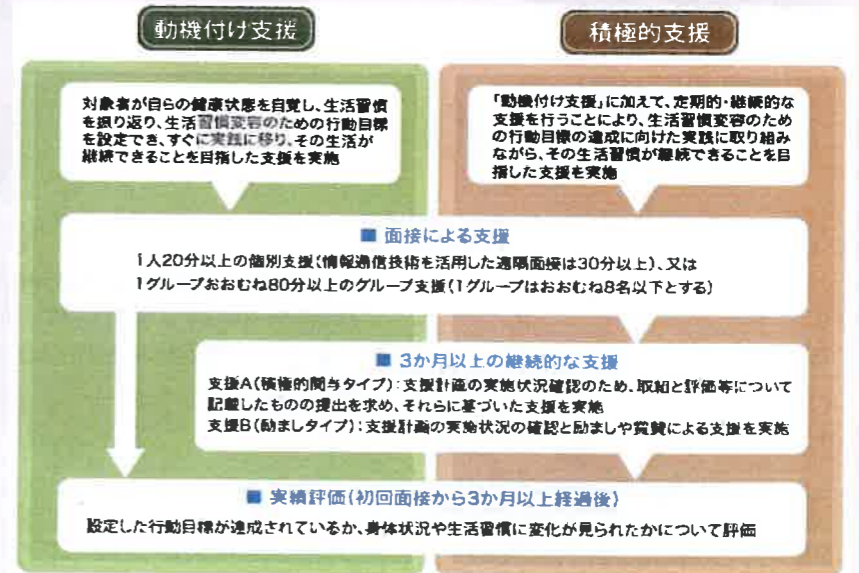 動機付け支援
積極的支援
対象者が自らの健康状態を自覚し、生活習慣
を振り返り、生活習慣変容のための行動目標
を設定でき、すぐに実践に移り、その生活が
継続できることを目指した支援を実施
「動機付け支援」に加えて、定期的・継続的な
支援を行うことにより、生活習慣変容のため
の行動目標の達成に向けた実践に取り組み
ながら、その生活習慣が継続できることを目
指した支援を実施
■ 面接による支援
1人20分以上の個別支援(情報通信技術を活用した遠隔面接は30分以上)、又は
1グループおおむね80分以上のグループ支援(1グループはおおむね8名以下とする)
■ 3か月以上の継続的な支援
支援A(積極的関与タイプ):支援計画の実施状況確認のため、取組と評価等について
記載したものの提出を求め、それらに基づいた支援を実施
支援B(励ましタイプ):支援計画の実施状況の確認と励ましや賞賛による支援を実施
■ 実績評価(初回面接から3か月以上経過後)
設定した行動目標が達成されているか、身体状況や生活習慣に変化が見られたかについて評価